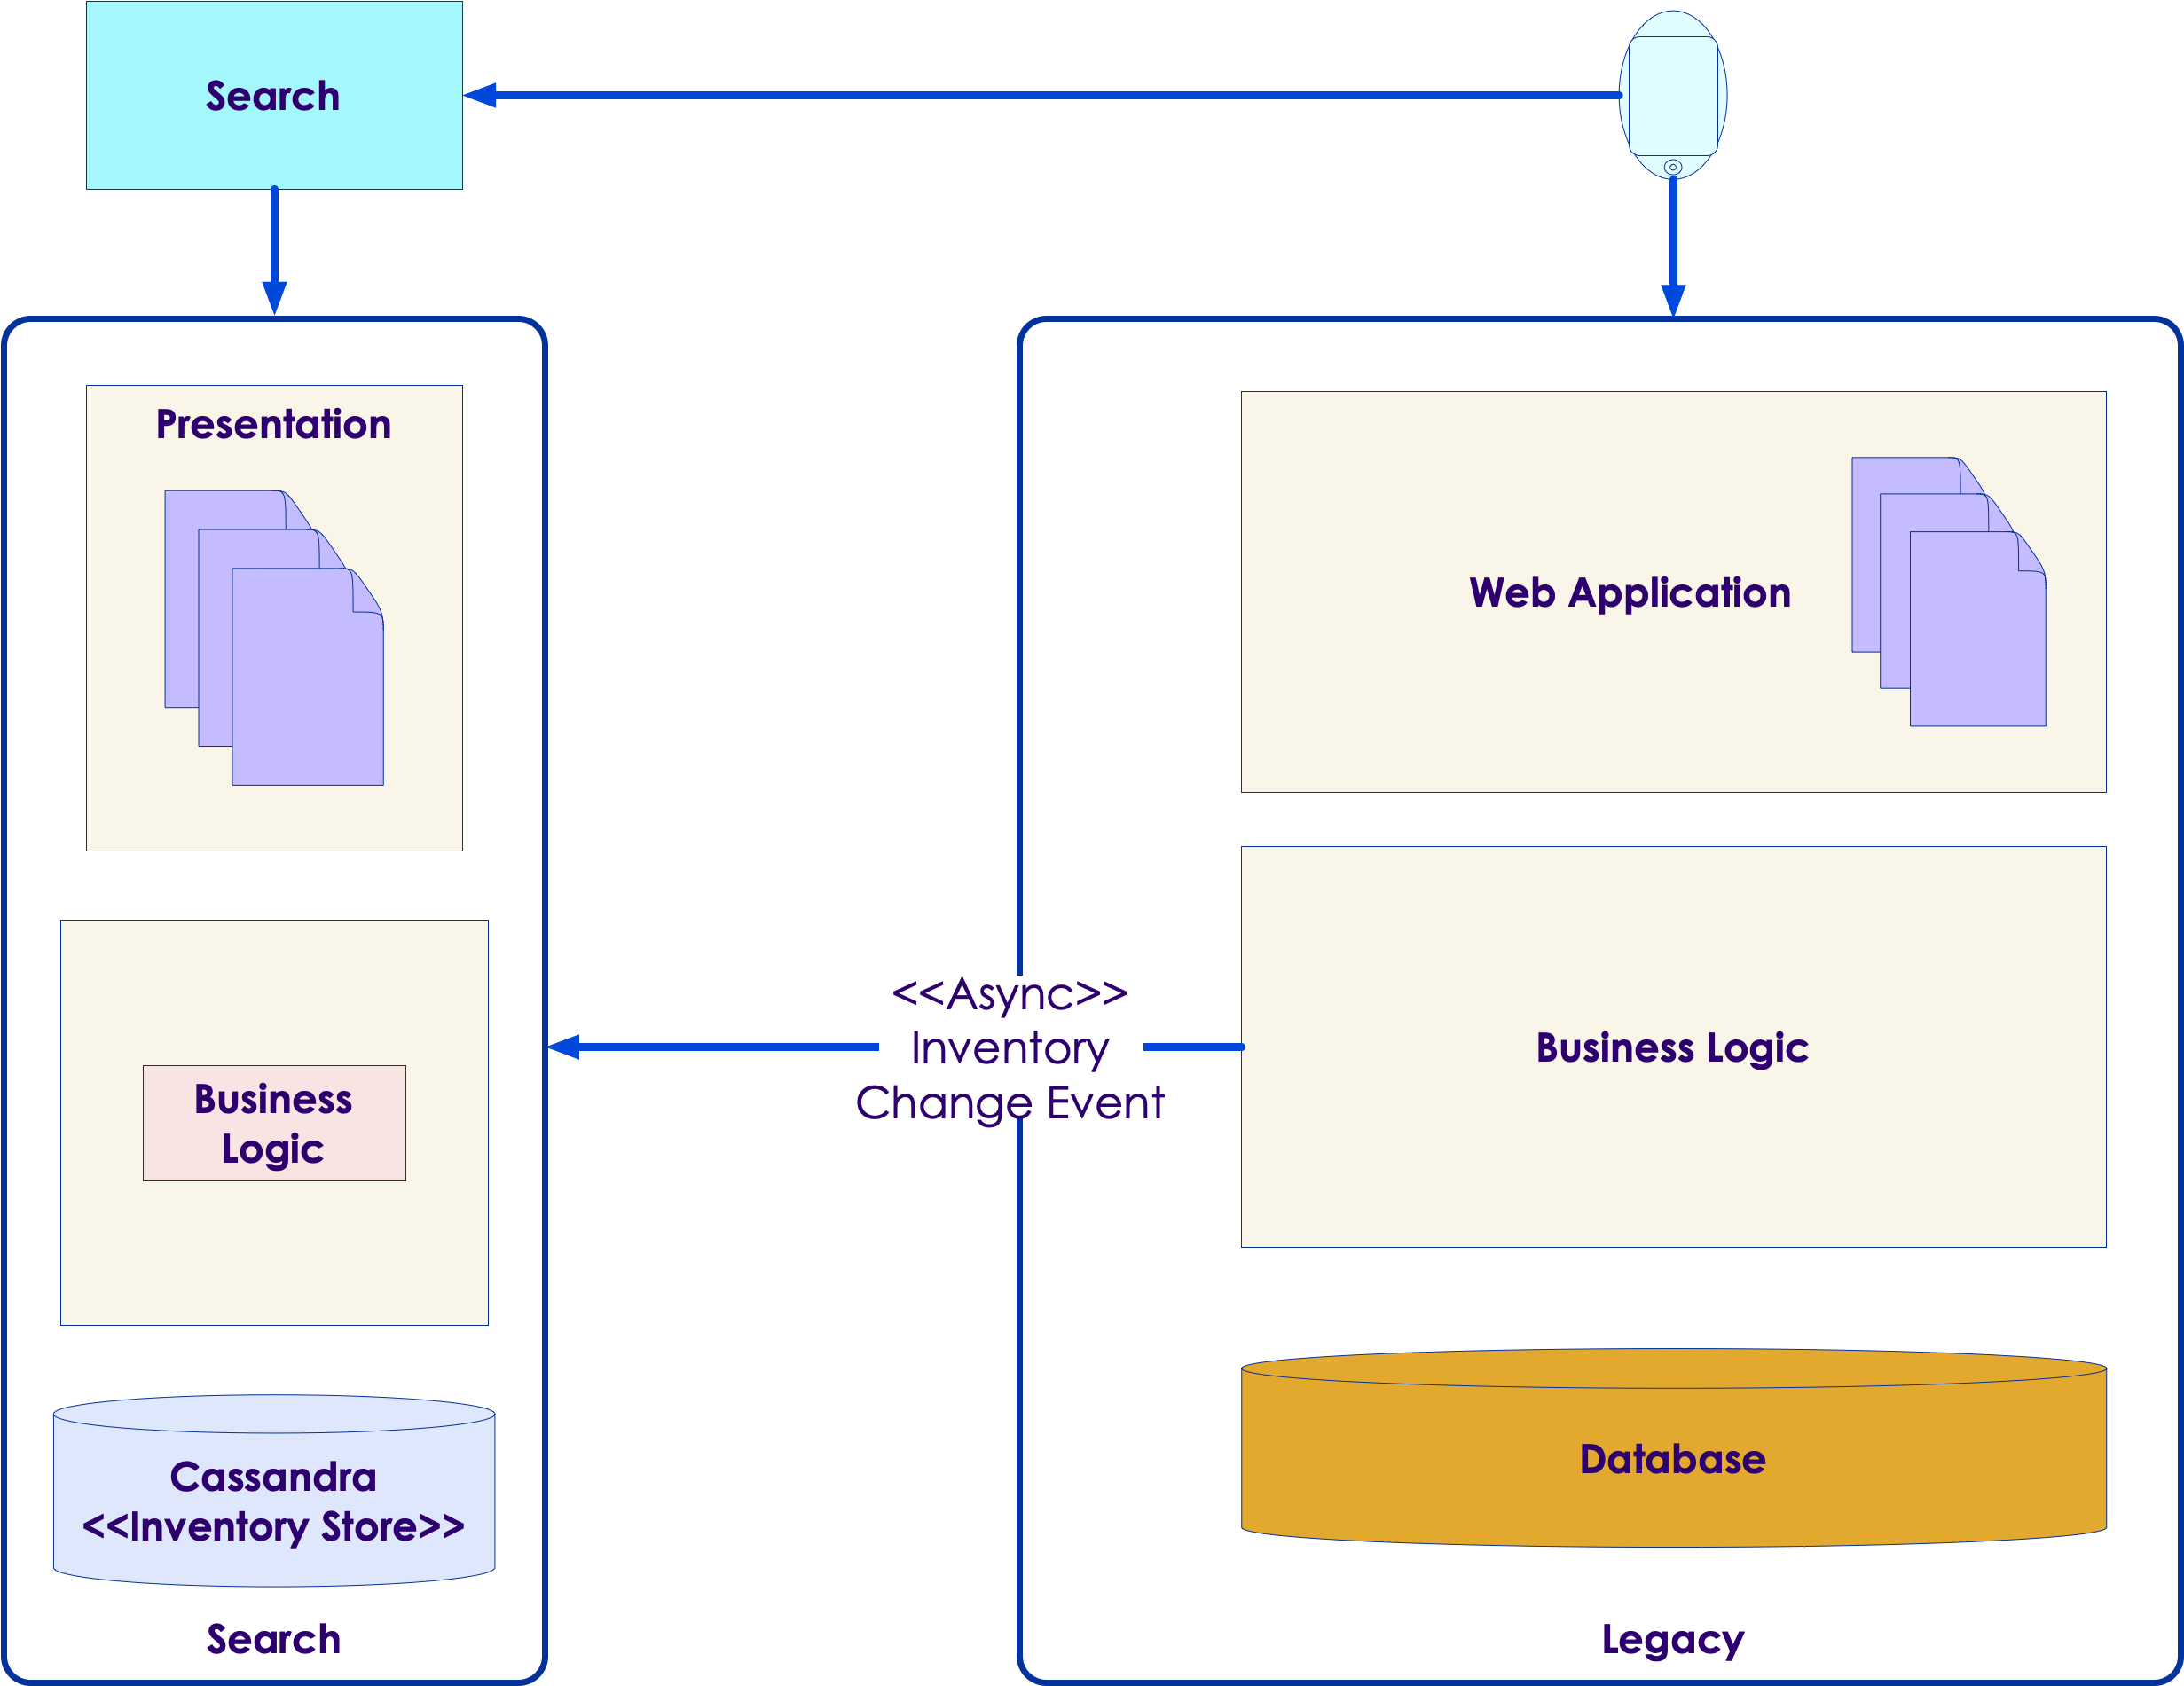 Search
Presentation
Web Application
<<Async>>
Inventory
Change Event
Business Logic
Business
Logic
Database
Cassandra
<<Inventory Store>>
Search
Legacy